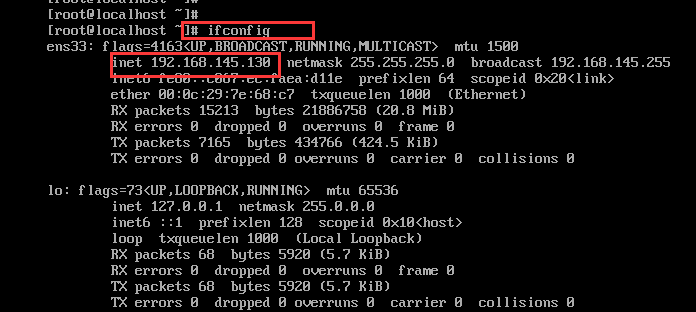 [root@localhost ~]#
[root@localhost ~]#
[root@localhost ~]# ifconfig
ens33: flags=4163<UP,BROADCAST,RUNNING,MULTICAST>  mtu 1500
inet 192.168.145.130  netmask 255.255.255.0  broadcast 192.168.145.255
prefixlen 64  scopeid 0x20<link>
ether 00:0c:29:7e:68:c7  txqueuelen 1000  (Ethernet)
RX packets 15213  bytes 21886758 (20.8 MiB)
RX errors 0  dropped 0  overruns 0  frame 0
TX packets 7165  bytes 434766 (424.5 KiB)
TX errors 0  dropped 0 overruns 0  carrier 0  collisions 0
lo: flags=73<UP,LOOPBACK,RUNNING>  mtu 65536
inet 127.0.0.1  netmask 255.0.0.0
inet6 ::1  prefixlen 128  scopeid 0x10<host>
loop  txqueuelen 1000  (Local Loopback)
RX packets 68  bytes 5920 (5.7 KiB)
RX errors 0  dropped 0  overruns 0  frame 0
TX packets 68  bytes 5920 (5.7 KiB)
TX errors 0  dropped 0 overruns 0  carrier 0  collisions 0